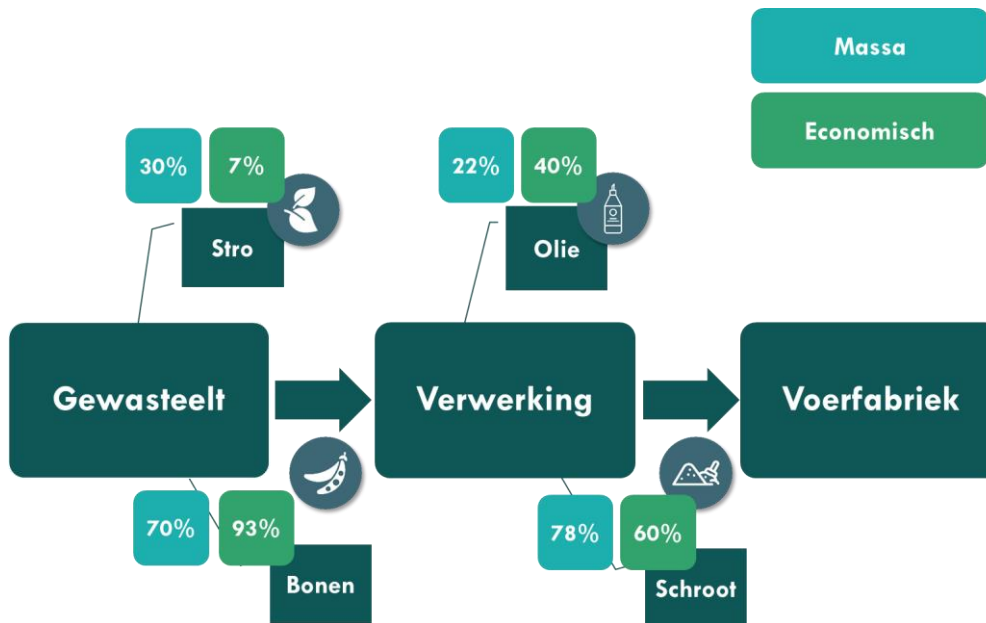 Massa
Economisch
30%
7%
Stro
22%
40%
Olie
Gewasteelt
Verwerking
Voerfabriek
70%
93%
Bonen
78%
60%
Schroot